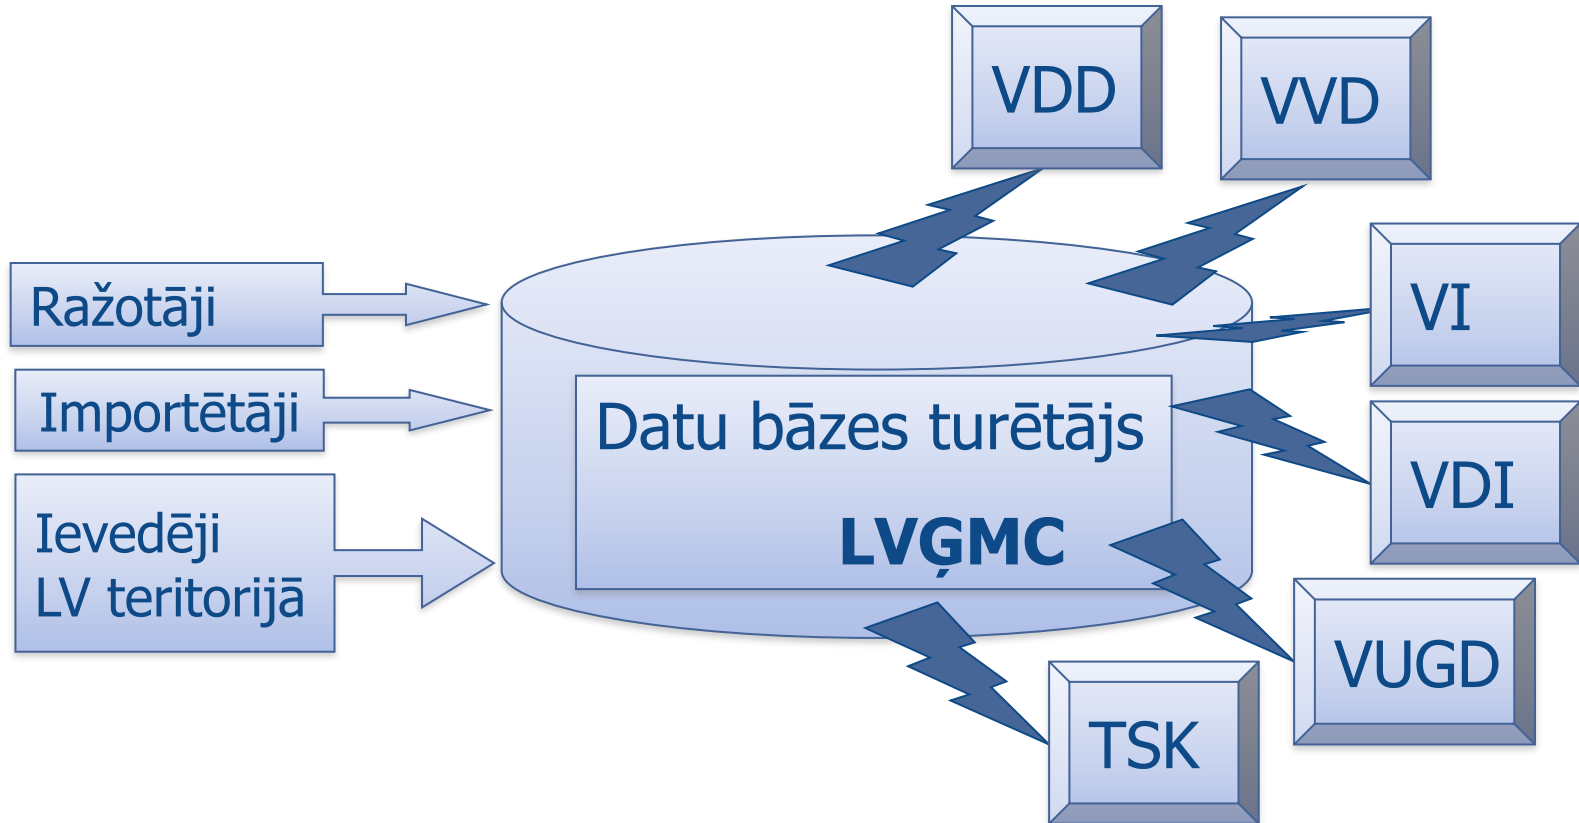 VDD
VVD
Ražotāji
VI
Importētāji
Datu bāzes turētājs
LVĢMC
VDI
Ievedēji
LV teritorijā
VUGD
TSK